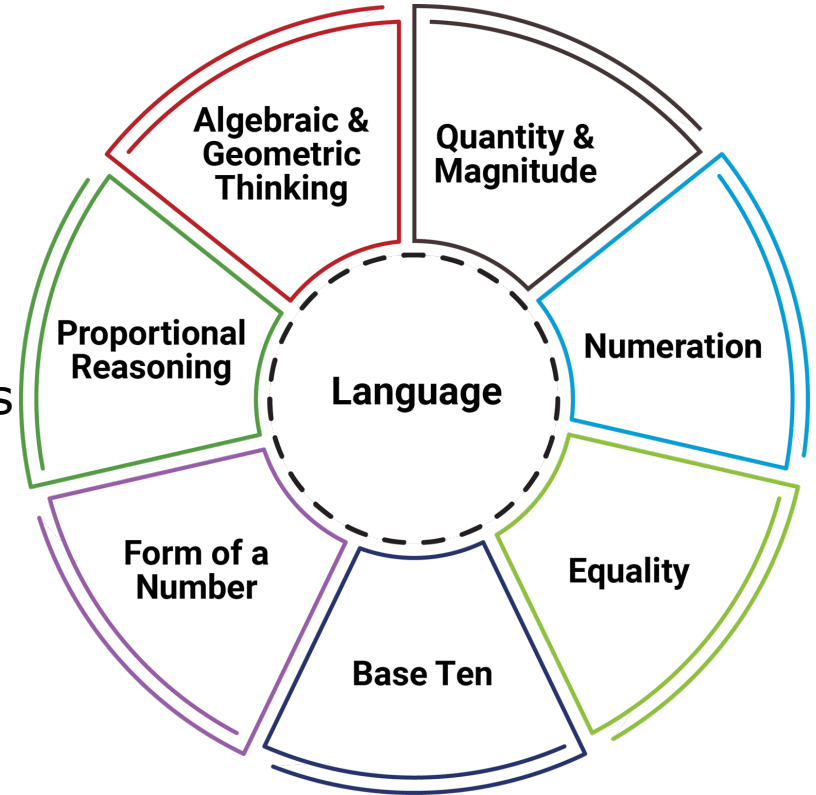 Algebraic &
Geometric
Thinking
Quantity &
Magnitude
Proportional
Reasoning
Numeration
s
Language
Form of a
Number
Equality
Base Ten